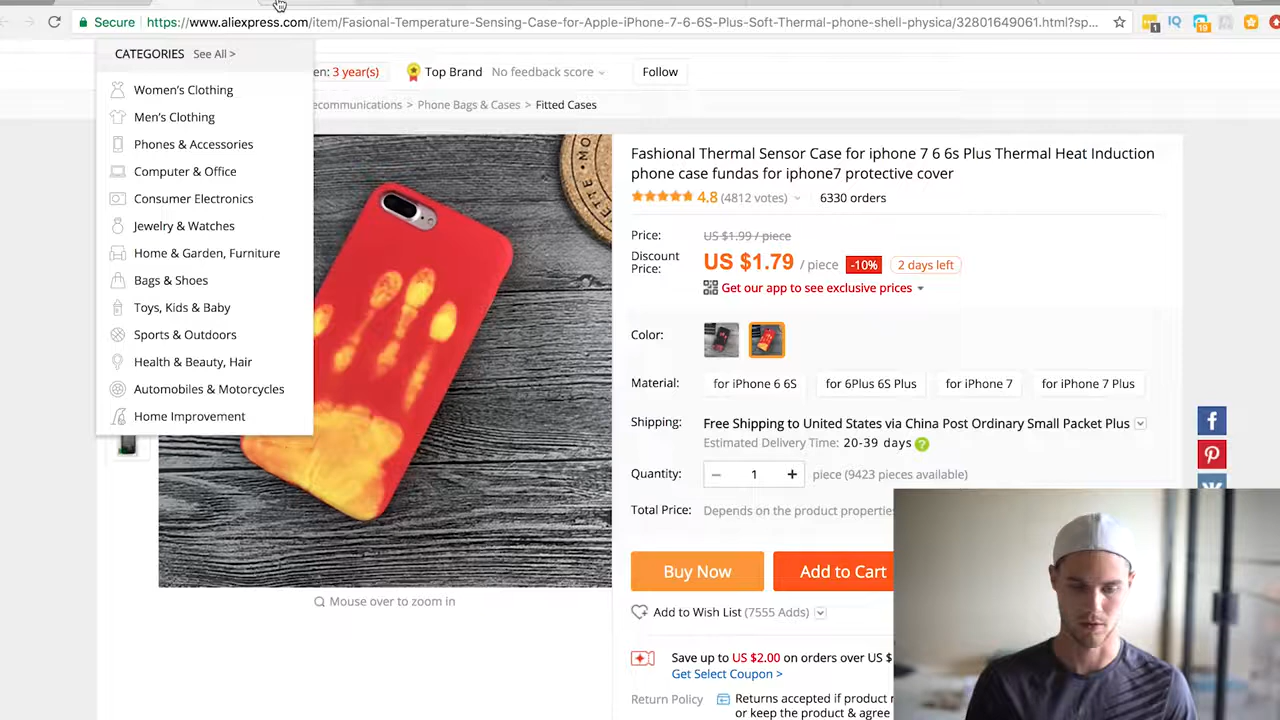 Secure https://www.aliexpress.com/item/Fasional-Temperature-Sensing-Case-for-Apple-iPhone-7-6-6S-Plus-Soft-Thermal-phone-shell-physica/32801649061.html?sp...
1
IQ
19
CATEGORIES See All >
Women's Clothing
Men's Clothing
Phones & Accessories
Computer & Office
Consumer Electronics
Jewelry & Watches
Home & Garden, Furniture
Bags & Shoes
Toys, Kids & Baby
Sports & Outdoors
Health & Beauty, Hair
Automobiles & Motorcycles
Home Improvement
en: 3 year(s)
Top Brand No feedback score
Follow
ecommunications > Phone Bags & Cases > Fitted Cases
Mouse over to zoom in
Fashional Thermal Sensor Case for iphone 7 6 6s Plus Thermal Heat Induction
phone case fundas for iphone7 protective cover
4.8 (4812 votes) 6330 orders
Price: US $1.99 / piece
Discount Price: US $1.79 / piece -10% 2 days left
Get our app to see exclusive prices
Color:
Material: for iPhone 6 6S for 6Plus 6S Plus for iPhone 7 for iPhone 7 Plus
Shipping: Free Shipping to United States via China Post Ordinary Small Packet Plus
Estimated Delivery Time: 20-39 days ?
Quantity: − 1 + piece (9423 pieces available)
Total Price: Depends on the product properties
Buy Now Add to Cart
Add to Wish List (7555 Adds)
Save up to US $2.00 on orders over US $
Get Select Coupon >
Return Policy Returns accepted if product
or keep the product & agree